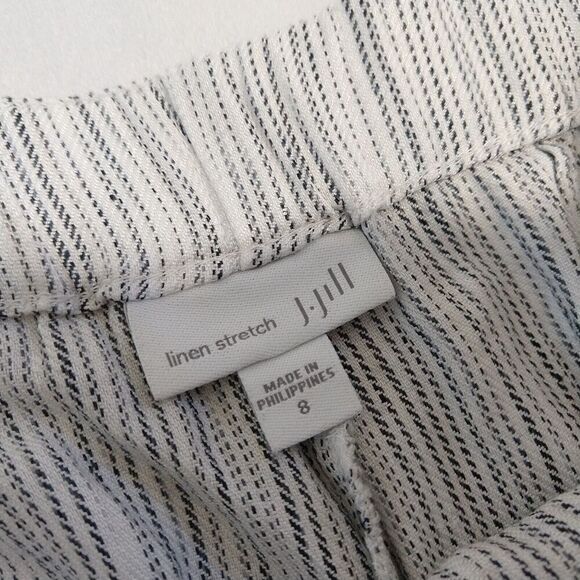 linen stretch J.Jill
MADE IN
PHILIPPINES
8